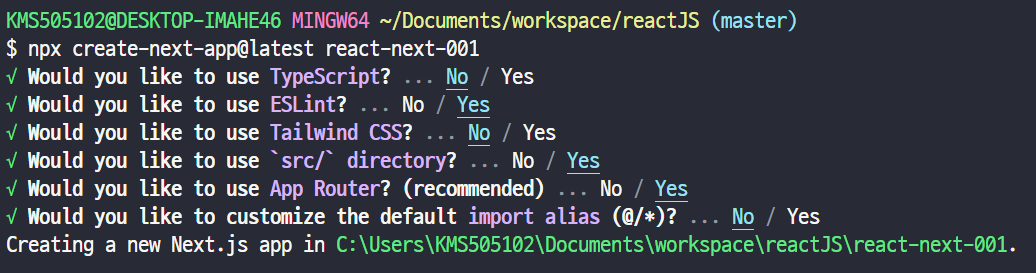 KMS505102@DESKTOP-IMAHE46 MINGW64 ~/Documents/workspace/reactJS (master)
$ npx create-next-app@latest react-next-001
√ Would you like to use TypeScript? ... No / Yes
√ Would you like to use ESLint? ... No / Yes
√ Would you like to use Tailwind CSS? ... No / Yes
√ Would you like to use `src/` directory? ... No / Yes
√ Would you like to use App Router? (recommended) ... No / Yes
√ Would you like to customize the default import alias (@/*)? ... No / Yes
Creating a new Next.js app in C:\Users\KMS505102\Documents\workspace\reactJS\react-next-001.